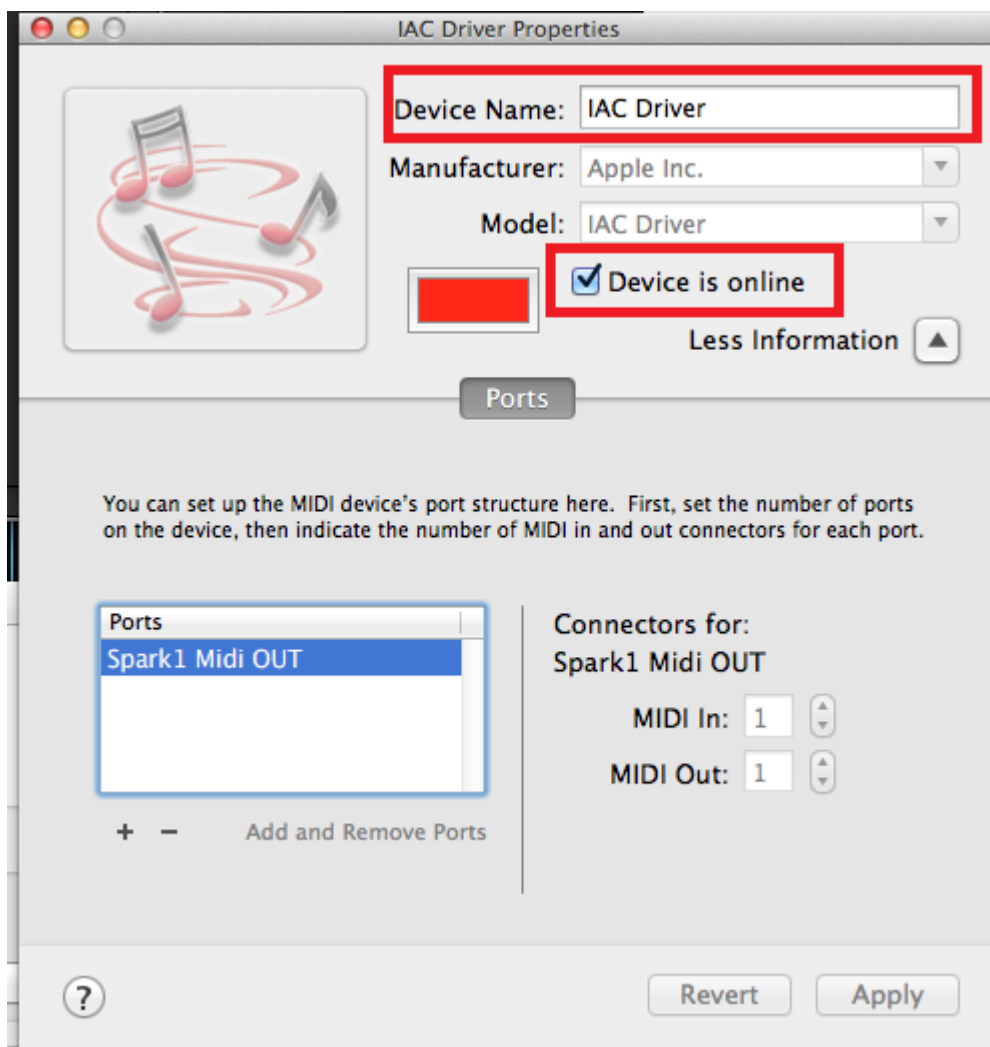 IAC Driver Properties
Device Name: IAC Driver
Manufacturer: Apple Inc.
Model: IAC Driver
Device is online
Less Information
Ports
You can set up the MIDI device's port structure here.  First, set the number of ports
on the device, then indicate the number of MIDI in and out connectors for each port.
Ports
Spark1 Midi OUT
Add and Remove Ports
Connectors for:
Spark1 Midi OUT
MIDI In: 1
MIDI Out: 1
?
Revert
Apply